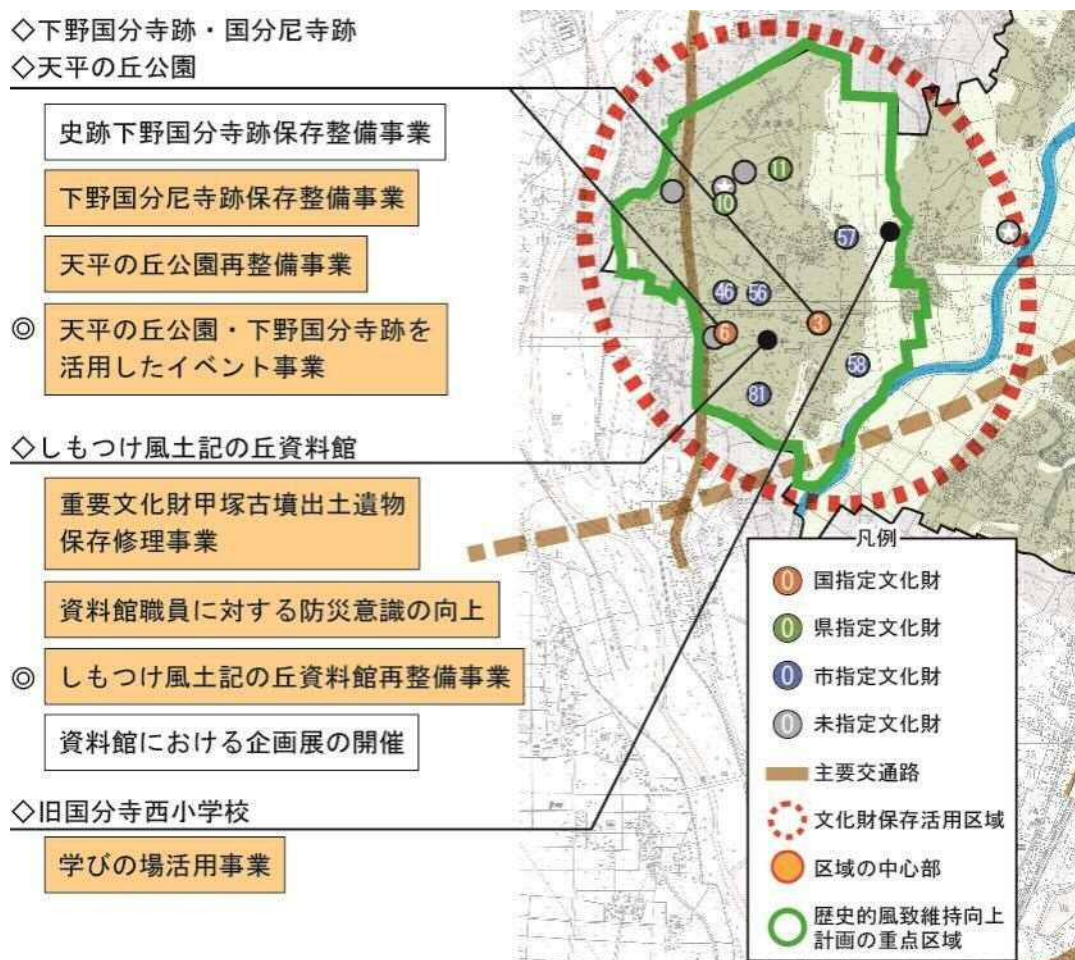 ◇下野国分寺跡・国分尼寺跡
◇天平の丘公園
史跡下野国分寺跡保存整備事業
下野国分尼寺跡保存整備事業
天平の丘公園再整備事業
◎ 天平の丘公園・下野国分寺跡を
活用したイベント事業
◇しもつけ風土記の丘資料館
重要文化財甲塚古墳出土遺物
保存修理事業
資料館職員に対する防災意識の向上
◎ しもつけ風土記の丘資料館再整備事業
資料館における企画展の開催
◇旧国分寺西小学校
学びの場活用事業
11
10
57
46
56
6
3
58
81
凡例
0 国指定文化財
0 県指定文化財
0 市指定文化財
0 未指定文化財
主要交通路
文化財保存活用区域
区域の中心部
歴史的風致維持向上
計画の重点区域